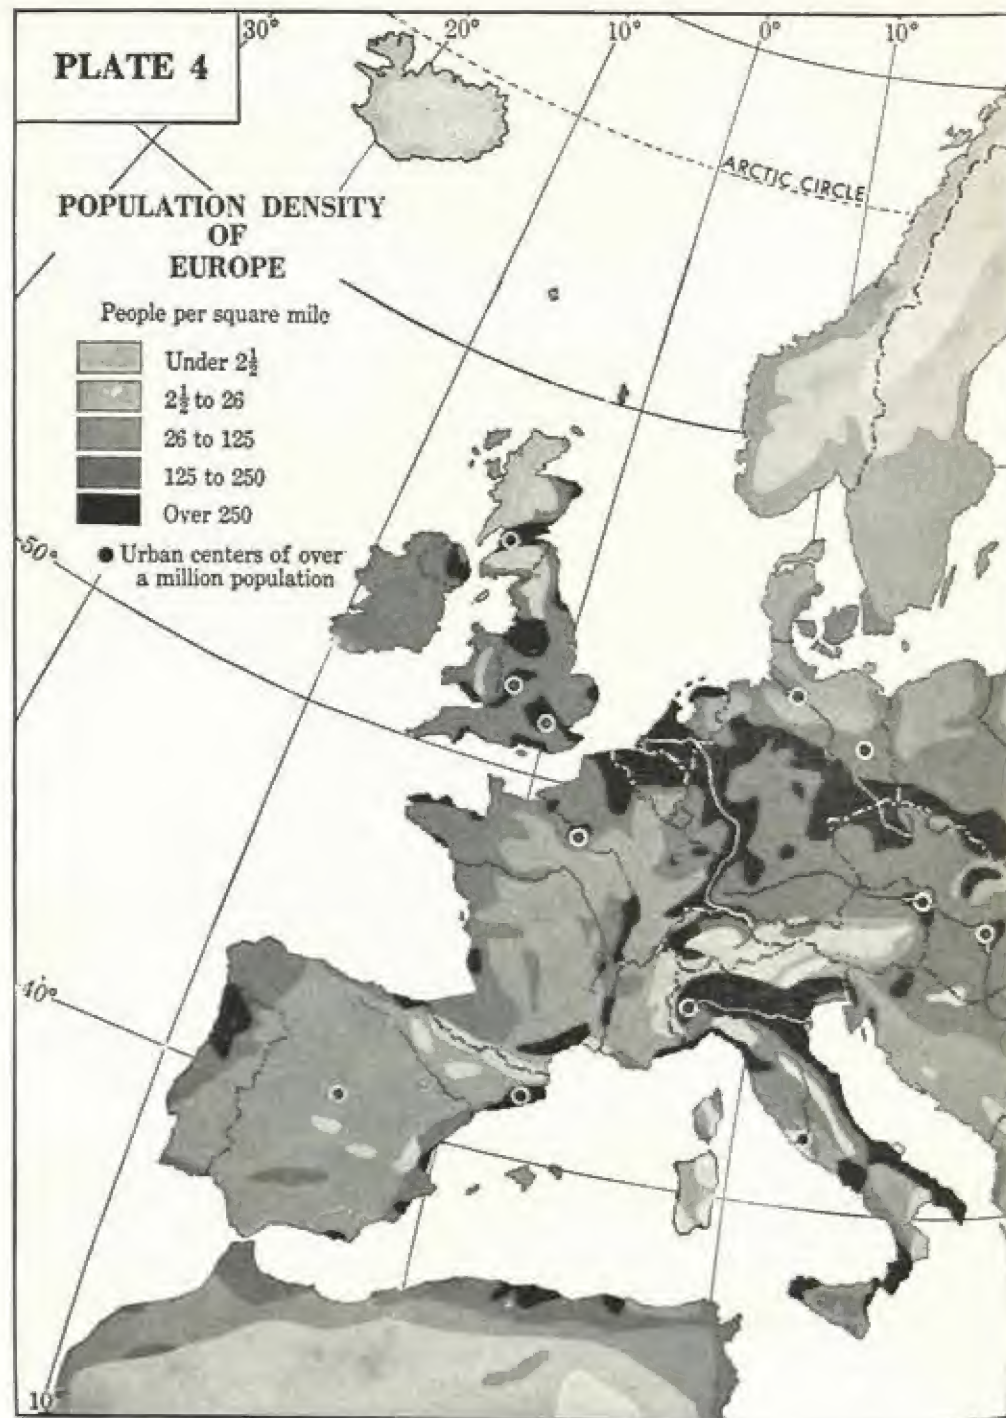 30°
20°
10°
0°
10°
PLATE 4
ARCTIC CIRCLE
POPULATION DENSITY
OF
EUROPE
People per square mile
Under 2½
2½ to 26
26 to 125
125 to 250
Over 250
Urban centers of over
a million population
50°
40°
10°